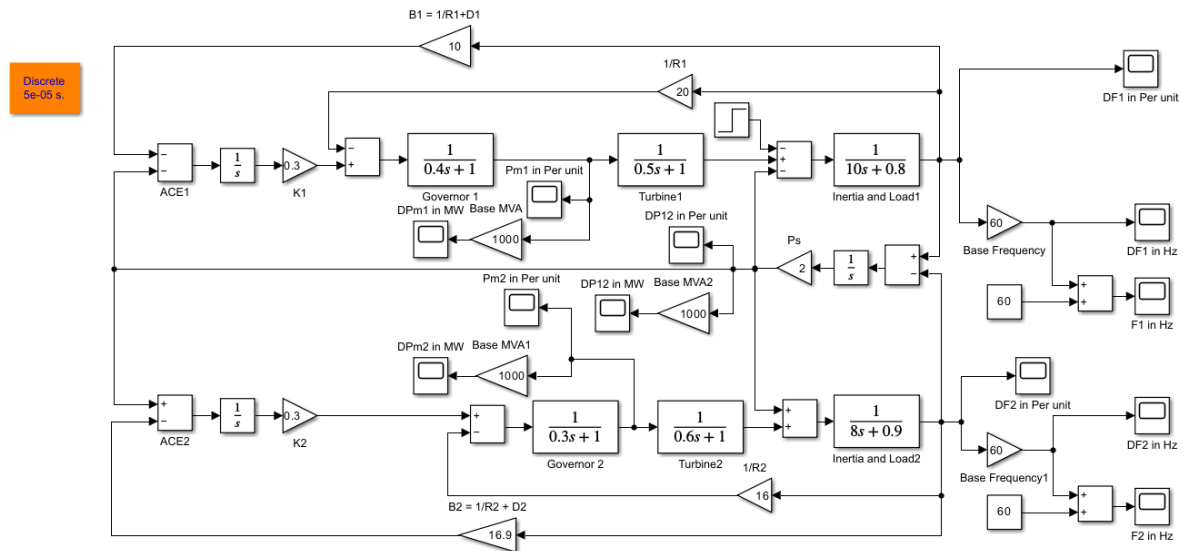 B1 = 1/R1+D1
10
Discrete
5e-05 s.
1/R1
20
DF1 in Per unit
−
−
ACE1
1
s
0.3
K1
−
+
1
0.4s + 1
Governor 1
Pm1 in Per unit
1
0.5s + 1
Turbine1
−
+
−
1
10s + 0.8
Inertia and Load1
DPm1 in MW
Base MVA
1000
DP12 in Per unit
Ps
2
1
s
+
−
60
Base Frequency
DF1 in Hz
60
+
+
F1 in Hz
Pm2 in Per unit
DP12 in MW
Base MVA2
1000
DPm2 in MW
Base MVA1
1000
DF2 in Per unit
+
−
ACE2
1
s
0.3
K2
+
−
1
0.3s + 1
Governor 2
1
0.6s + 1
Turbine2
+
+
1
8s + 0.9
Inertia and Load2
60
Base Frequency1
DF2 in Hz
1/R2
16
60
+
+
F2 in Hz
B2 = 1/R2 + D2
16.9